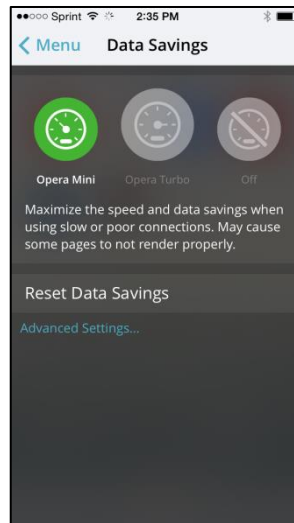 Sprint 2:35 PM
Menu Data Savings
Opera Mini Opera Turbo Off
Maximize the speed and data savings when
using slow or poor connections. May cause
some pages to not render properly.
Reset Data Savings
Advanced Settings...